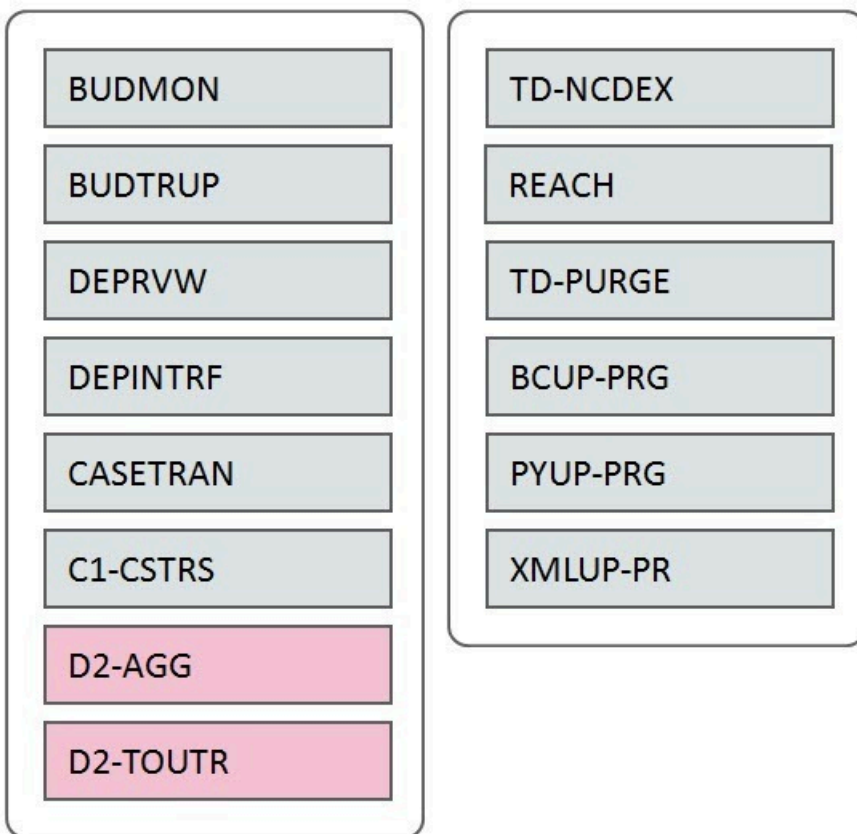 BUDMON
BUDTRUP
DEPRVW
DEPINTRF
CASETRAN
C1-CSTRS
D2-AGG
D2-TOUTR
TD-NCDEX
REACH
TD-PURGE
BCUP-PRG
PYUP-PRG
XMLUP-PR